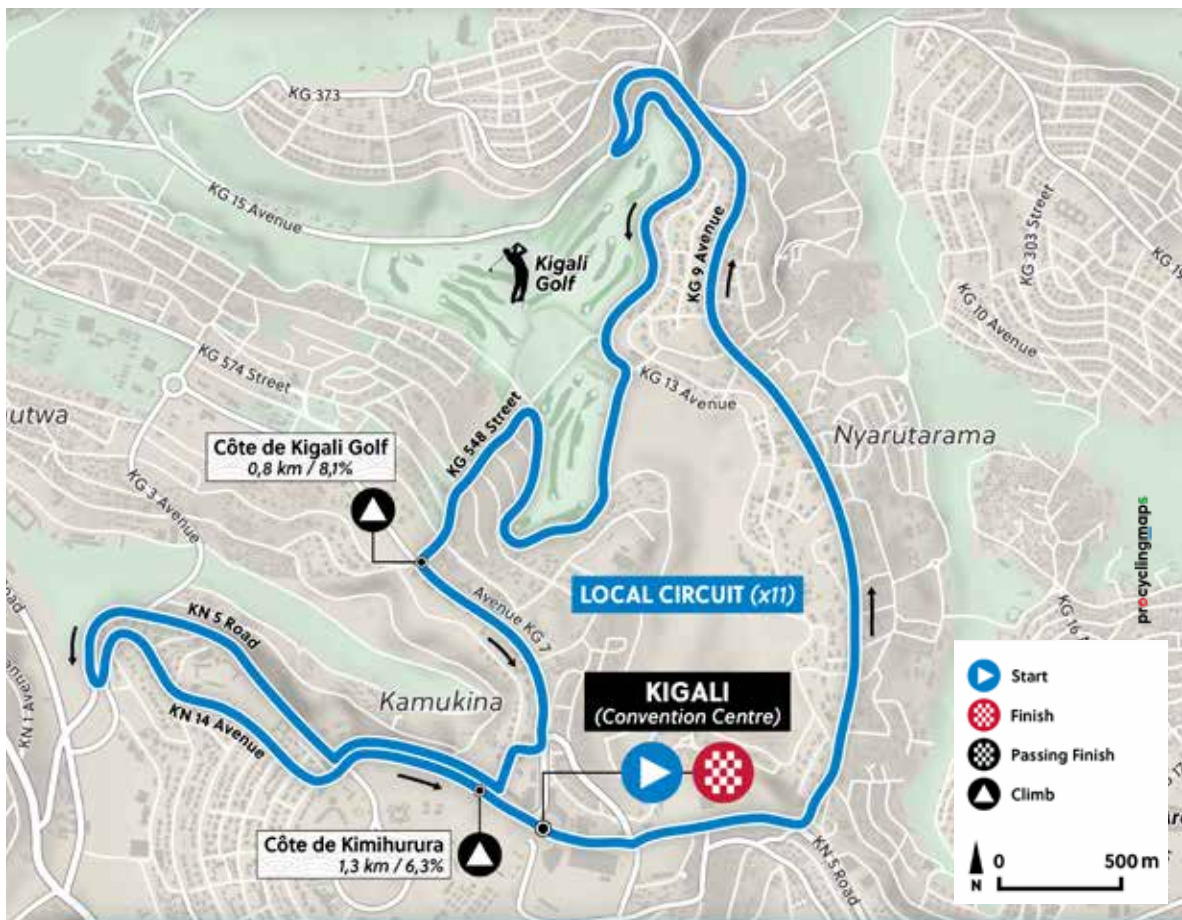 KG 373
KG 15 Avenue
Kigali
Golf
KG 9 Avenue
KG 303 Street
KG 10 Avenue
KG 574 Street
KG 13 Avenue
utwa
Nyarutarama
KG 548 Street
Côte de Kigali Golf
0,8 km / 8,1%
KG 3 Avenue
procyclingmaps
LOCAL CIRCUIT (x11)
Avenue KG 7
KG 16
KN 5 Road
oad
KN 1 Avenue
Kamukina
KIGALI
(Convention Centre)
KN 14 Avenue
Start
Finish
Passing Finish
Climb
Côte de Kimihurura
1,3 km / 6,3%
KN 5 Road
N
0 500 m